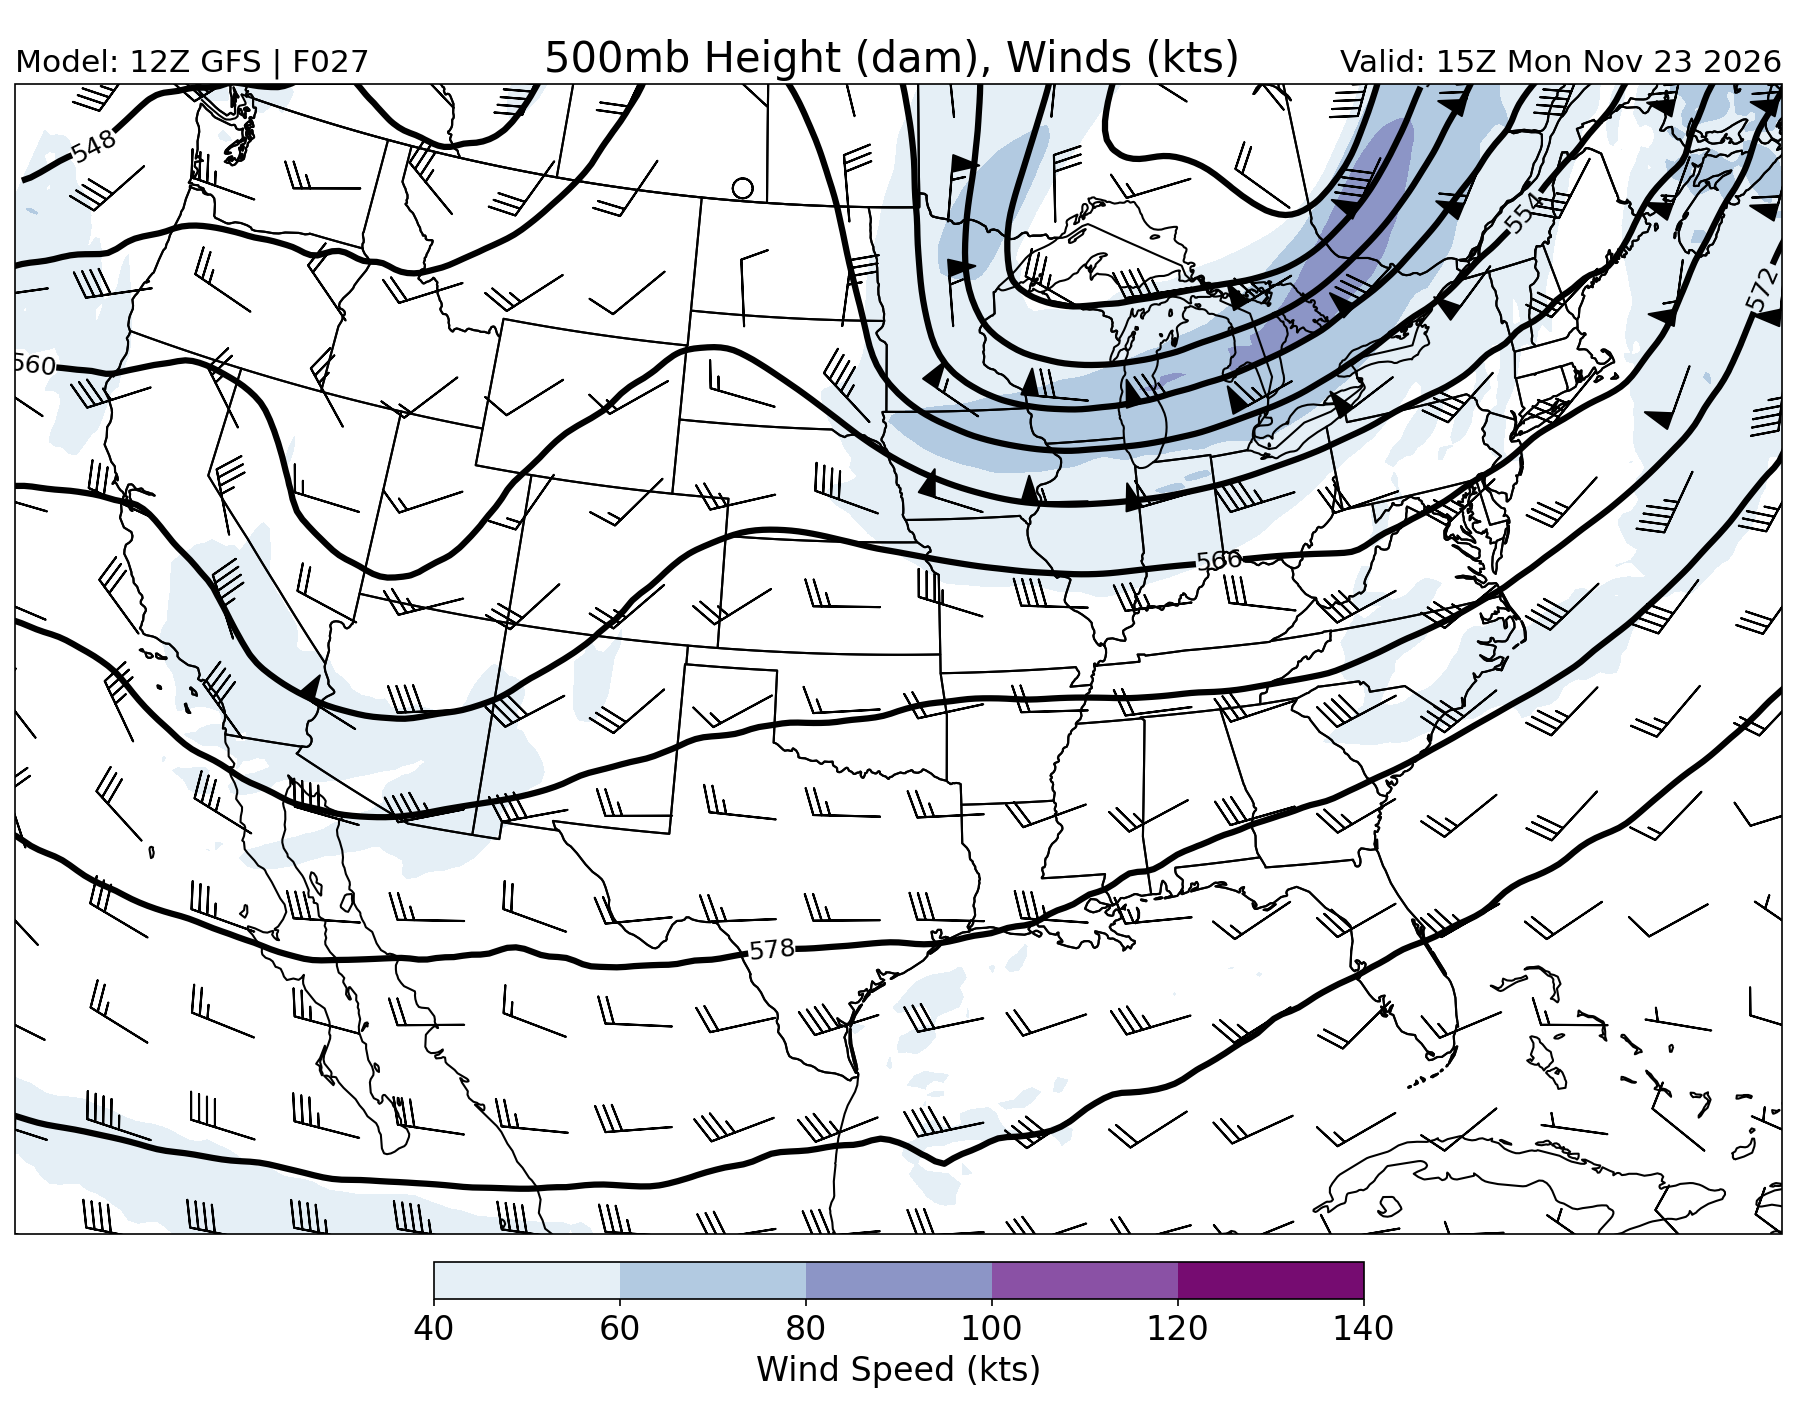 Model: 12Z GFS | F027
500mb Height (dam), Winds (kts)
Valid: 15Z Mon Nov 23 2026
548
554
572
560
566
578
40 60 80 100 120 140
Wind Speed (kts)